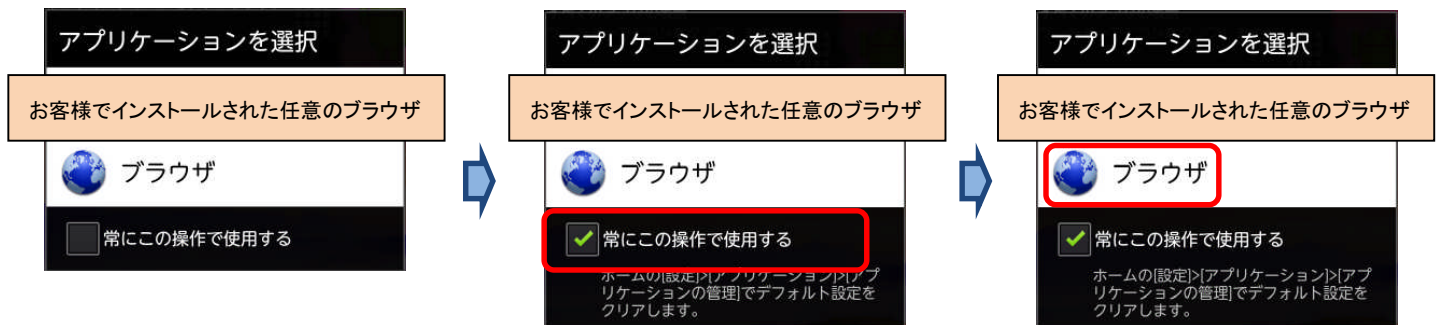 アプリケーションを選択
お客様でインストールされた任意のブラウザ
ブラウザ
常にこの操作で使用する
アプリケーションを選択
お客様でインストールされた任意のブラウザ
ブラウザ
常にこの操作で使用する
ホームの[設定]>[アプリケーション]>[アプ
リケーションの管理]でデフォルト設定を
クリアします。
アプリケーションを選択
お客様でインストールされた任意のブラウザ
ブラウザ
常にこの操作で使用する
ホームの[設定]>[アプリケーション]>[アプ
リケーションの管理]でデフォルト設定を
クリアします。